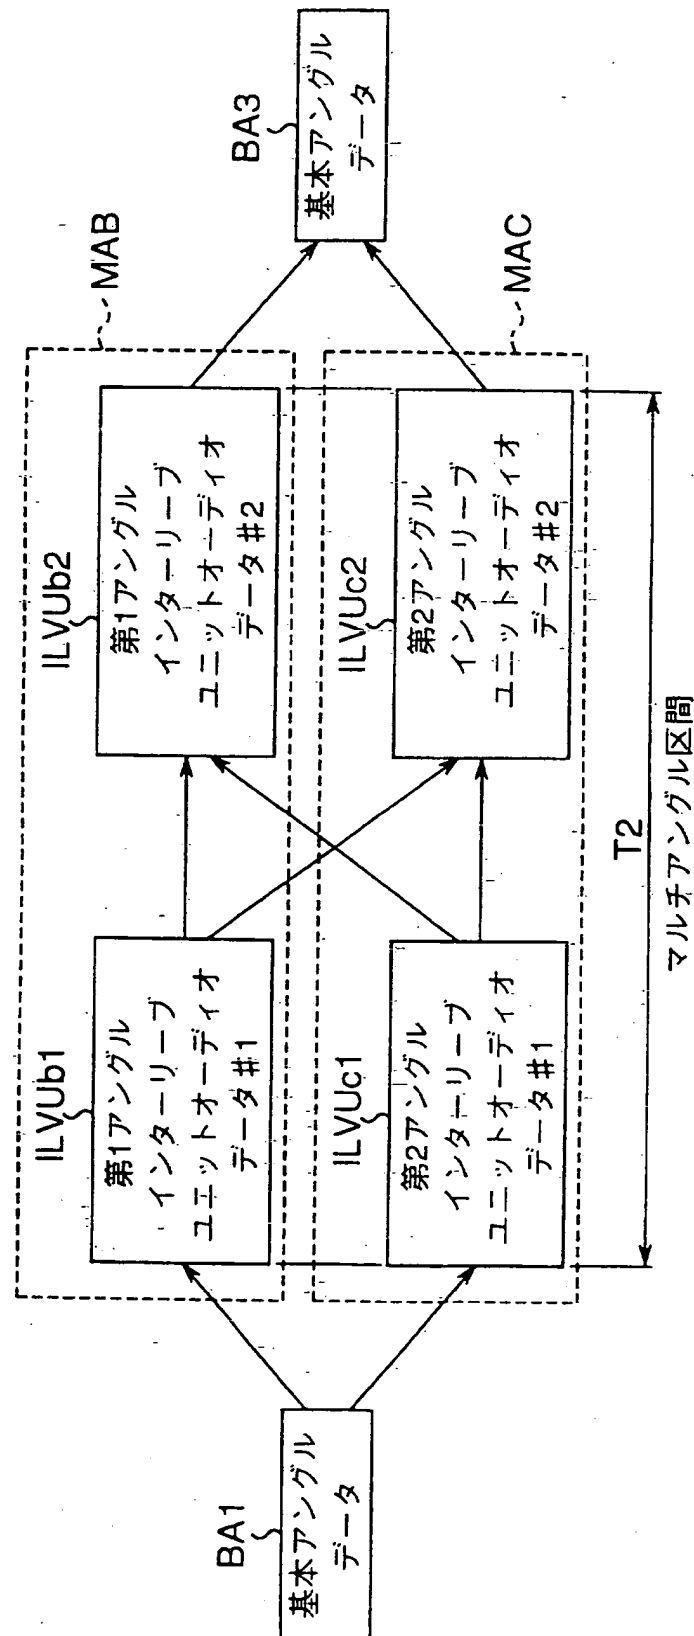 BA1
基本アングル
データ
MAB
ILVUb1
第1アングル
インターリーブ
ユニットオーディオ
データ#1
ILVUb2
第1アングル
インターリーブ
ユニットオーディオ
データ#2
MAC
ILVUc1
第2アングル
インターリーブ
ユニットオーディオ
データ#1
ILVUc2
第2アングル
インターリーブ
ユニットオーディオ
データ#2
BA3
基本アングル
データ
T2
マルチアングル区間